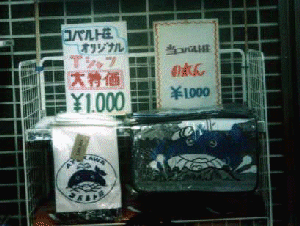 コバルト荘
オリジナル
Tシャツ
大特価
¥1,000
当コバルト荘
のれん
¥1000
AYUKAWA